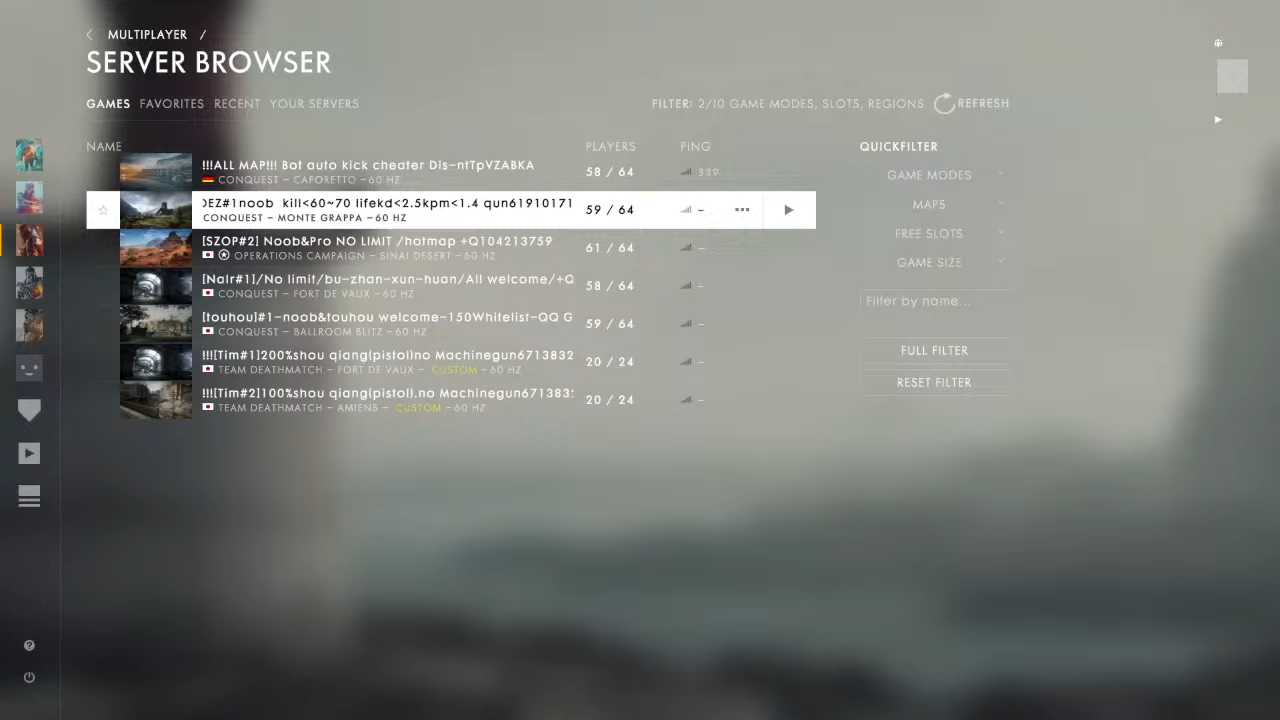 MULTIPLAYER /
SERVER BROWSER
GAMES FAVORITES RECENT YOUR SERVERS
FILTER: 2/10 GAME MODES, SLOTS, REGIONS REFRESH
NAME PLAYERS PING
!!!ALL MAP!!! Bot auto kick cheater Dis-ntTpVZABKA
CONQUEST - CAPORETTO - 60 HZ
58 / 64 339
DEZ#1noob kill<60~70 lifekd<2.5kpm<1.4 qun61910171
CONQUEST - MONTE GRAPPA - 60 HZ
59 / 64 -
[SZOP#2] Noob&Pro NO LIMIT /hotmap +Q104213759
OPERATIONS CAMPAIGN - SINAI DESERT - 60 HZ
61 / 64 -
[NaIr#1]/No limit/bu-zhan-xun-huan/All welcome/+Q
CONQUEST - FORT DE VAUX - 60 HZ
58 / 64 -
[touhou]#1-noob&touhou welcome-150Whitelist-QQ G
CONQUEST - BALLROOM BLITZ - 60 HZ
59 / 64 -
!!![Tim#1]200%shou qiang(pistol)no Machinegun6713832
TEAM DEATHMATCH - FORT DE VAUX - CUSTOM - 60 HZ
20 / 24 -
!!![Tim#2]100%shou qiang(pistol).no Machinegun671383
TEAM DEATHMATCH - AMIENS - CUSTOM - 60 HZ
20 / 24 -
QUICKFILTER
GAME MODES
MAPS
FREE SLOTS
GAME SIZE
Filter by name...
FULL FILTER
RESET FILTER